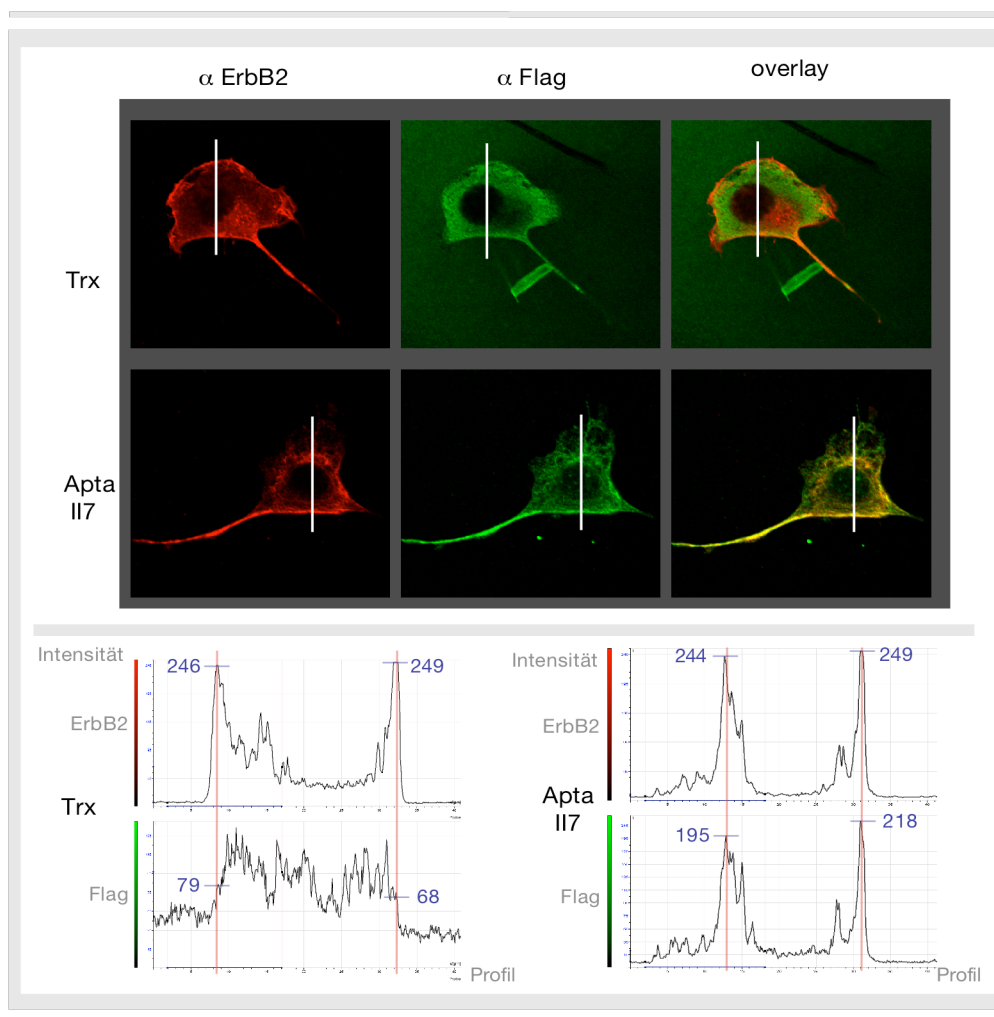 α ErbB2
α Flag
overlay
Trx
Apta
II7
Intensität
246
249
ErbB2
Trx
79
68
Flag
Profil
Intensität
244
249
ErbB2
Apta
II7
195
218
Flag
Profil